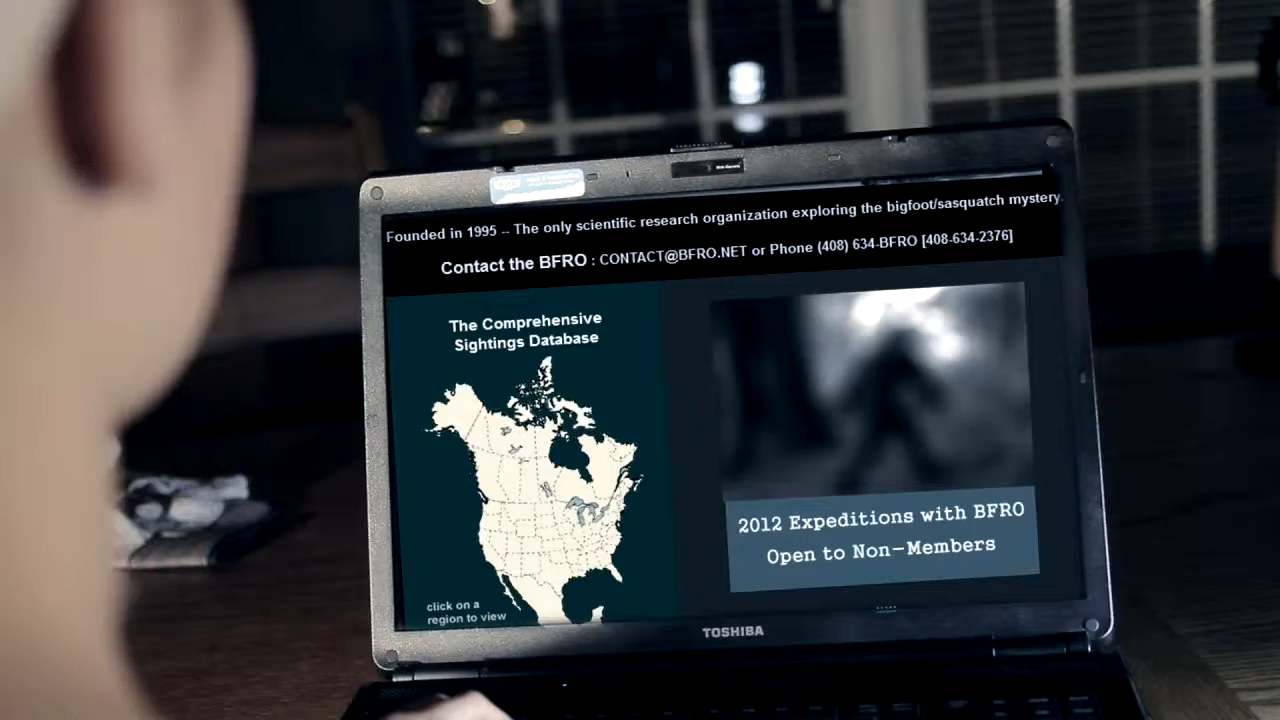 Founded in 1995 -- The only scientific research organization exploring the bigfoot/sasquatch mystery.
Contact the BFRO : CONTACT@BFRO.NET or Phone (408) 634-BFRO [408-634-2376]
The Comprehensive
Sightings Database
2012 Expeditions with BFRO
Open to Non-Members
click on a
region to view
TOSHIBA